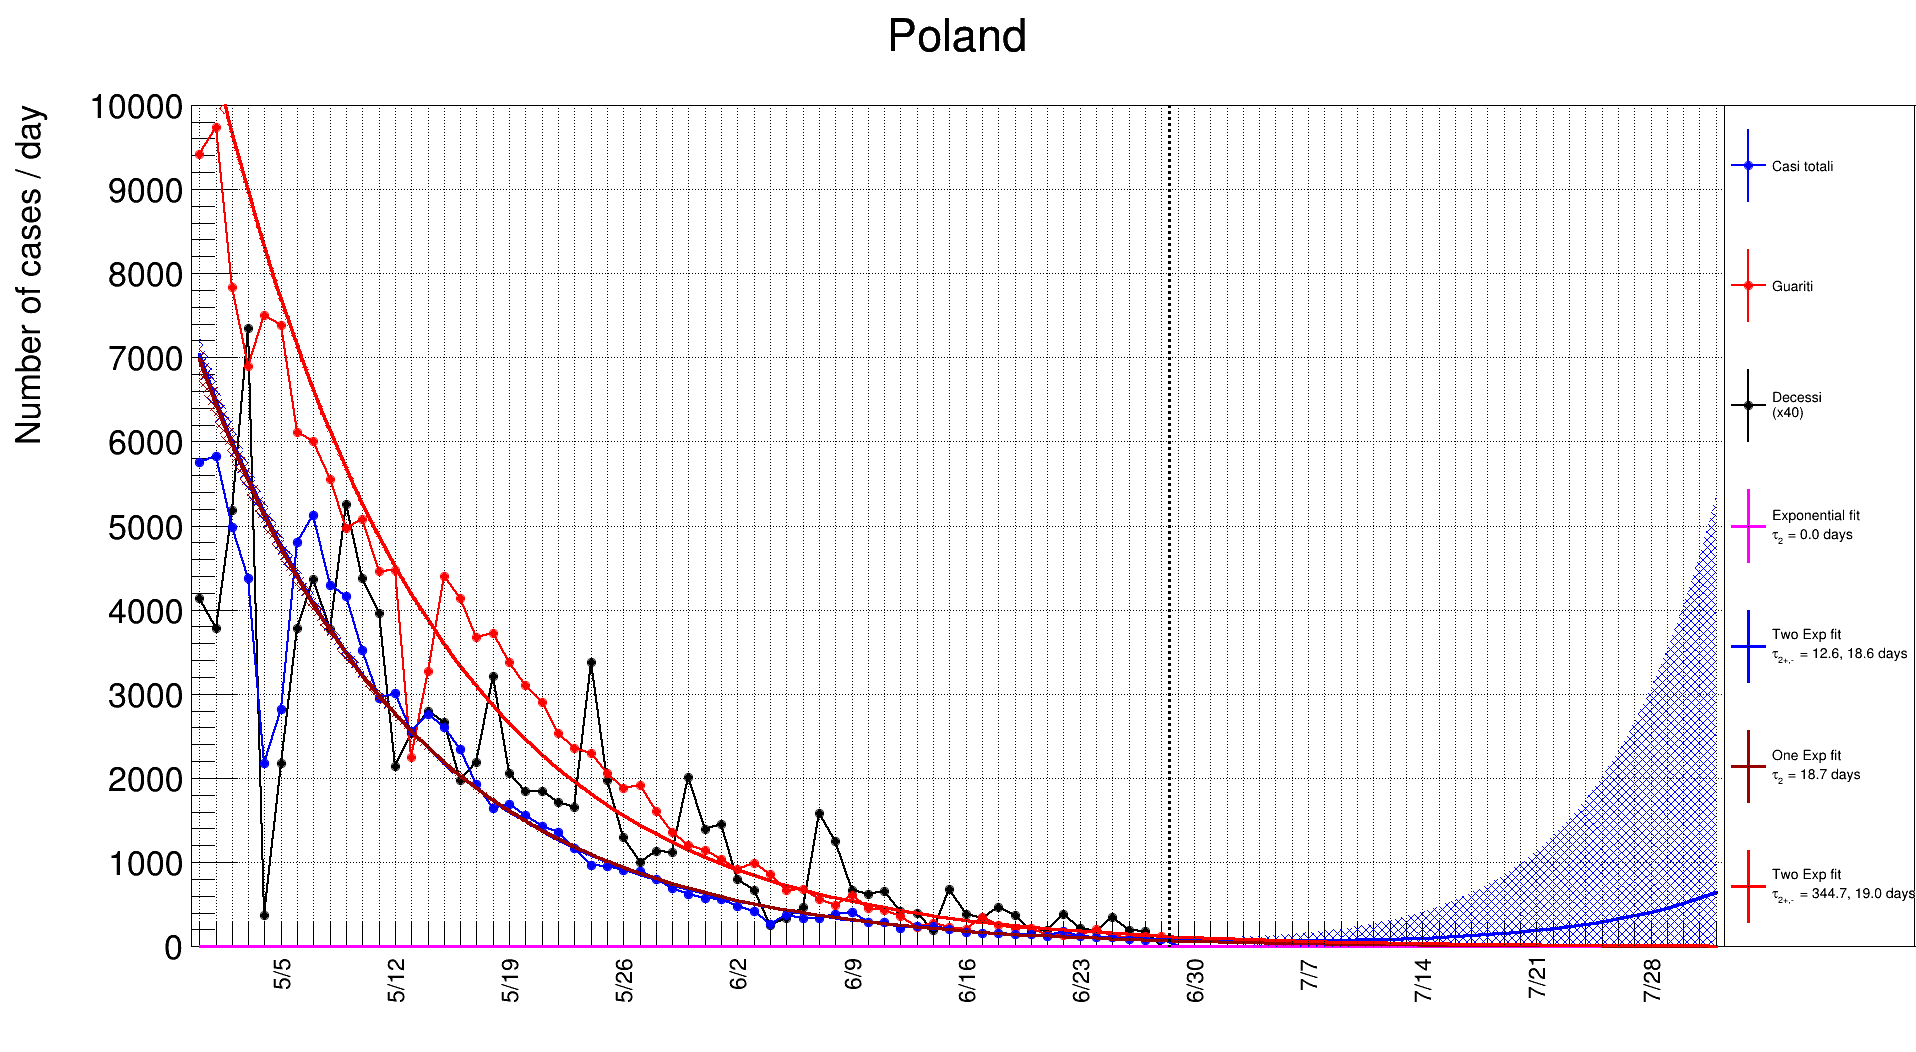 Poland
Number of cases / day
10000
9000
8000
7000
6000
5000
4000
3000
2000
1000
0
5/5
5/12
5/19
5/26
6/2
6/9
6/16
6/23
6/30
7/7
7/14
7/21
7/28
Casi totali
Guariti
Decessi
(x40)
Exponential fit
τ2 = 0.0 days
Two Exp fit
τ2+,- = 12.6, 18.6 days
One Exp fit
τ2 = 18.7 days
Two Exp fit
τ2+,- = 344.7, 19.0 days